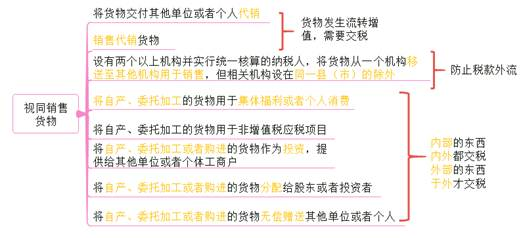 将货物交付其他单位或者个人代销
销售代销货物
货物发生流转增
值，需要交税
设有两个以上机构并实行统一核算的纳税人，将货物从一个机构移
送至其他机构用于销售，但相关机构设在同一县（市）的除外
防止税款外流
视同销售
货物
将自产、委托加工的货物用于集体福利或者个人消费
将自产、委托加工的货物用于非增值税应税项目
将自产、委托加工或者购进的货物作为投资，提
供给其他单位或者个体工商户
将自产、委托加工或者购进的货物分配给股东或者投资者
将自产、委托加工或者购进的货物无偿赠送其他单位或者个人
内部的东西
内外都交税
外部的东西
于外才交税